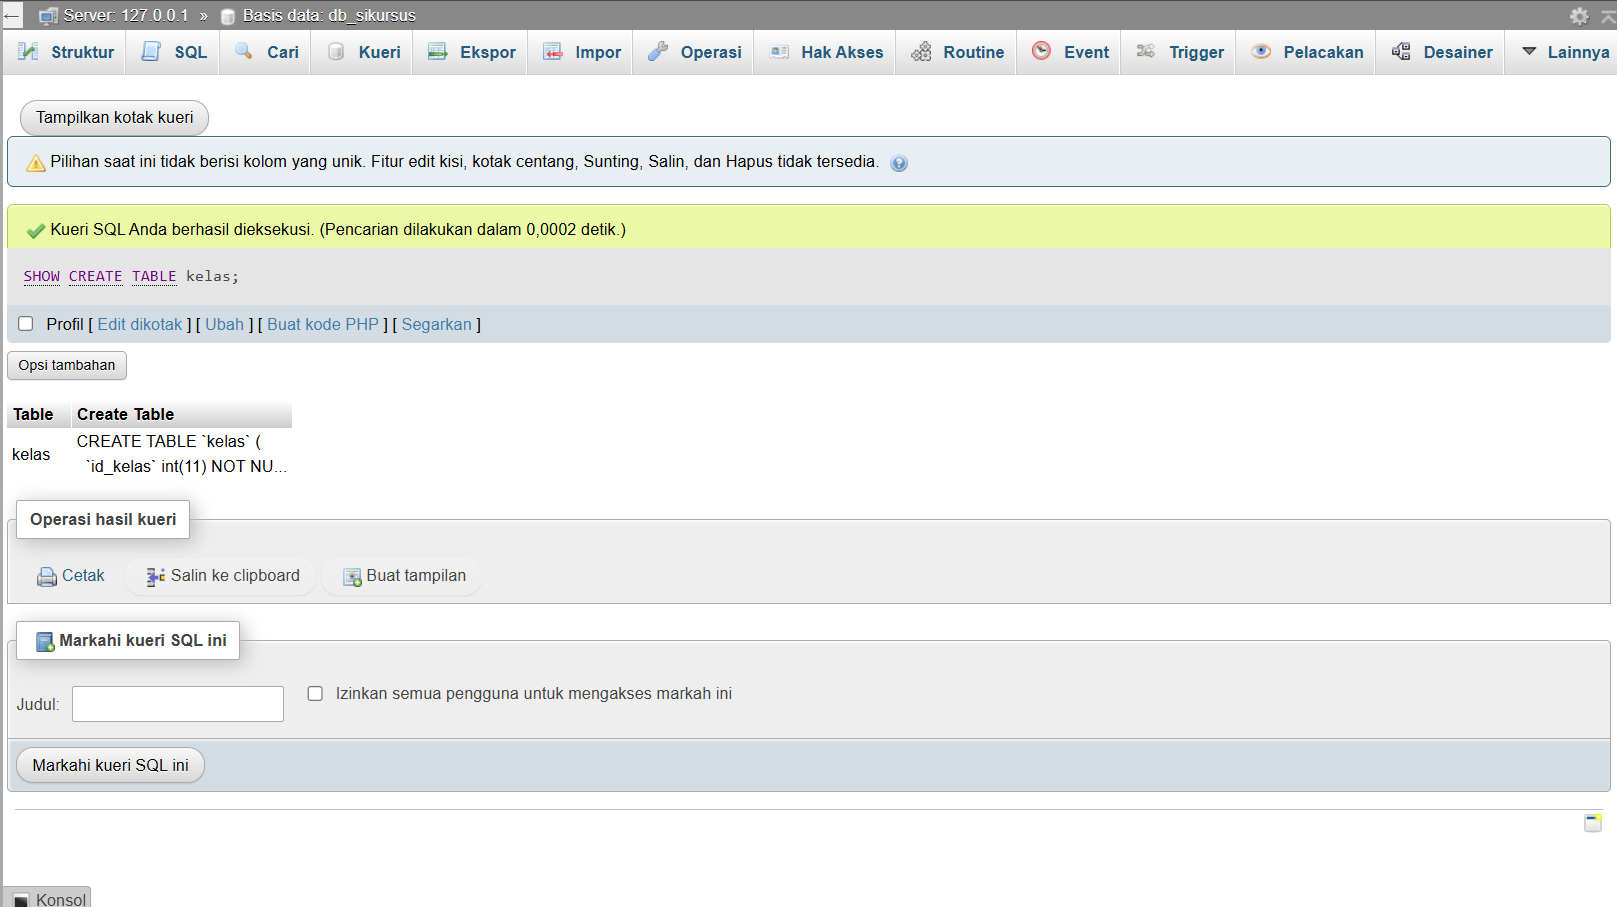 Server: 127.0.0.1 » Basis data: db_sikursus
Struktur SQL Cari Kueri Ekspor Impor Operasi Hak Akses Routine Event Trigger Pelacakan Desainer Lainnya
Tampilkan kotak kueri
Pilihan saat ini tidak berisi kolom yang unik. Fitur edit kisi, kotak centang, Sunting, Salin, dan Hapus tidak tersedia.
Kueri SQL Anda berhasil dieksekusi. (Pencarian dilakukan dalam 0,0002 detik.)
SHOW CREATE TABLE kelas;
Profil [ Edit dikotak ] [ Ubah ] [ Buat kode PHP ] [ Segarkan ]
Opsi tambahan
Table Create Table
kelas CREATE TABLE `kelas` (
`id_kelas` int(11) NOT NU...
Operasi hasil kueri
Cetak Salin ke clipboard Buat tampilan
Markahi kueri SQL ini
Judul: Izinkan semua pengguna untuk mengakses markah ini
Markahi kueri SQL ini
Konsol